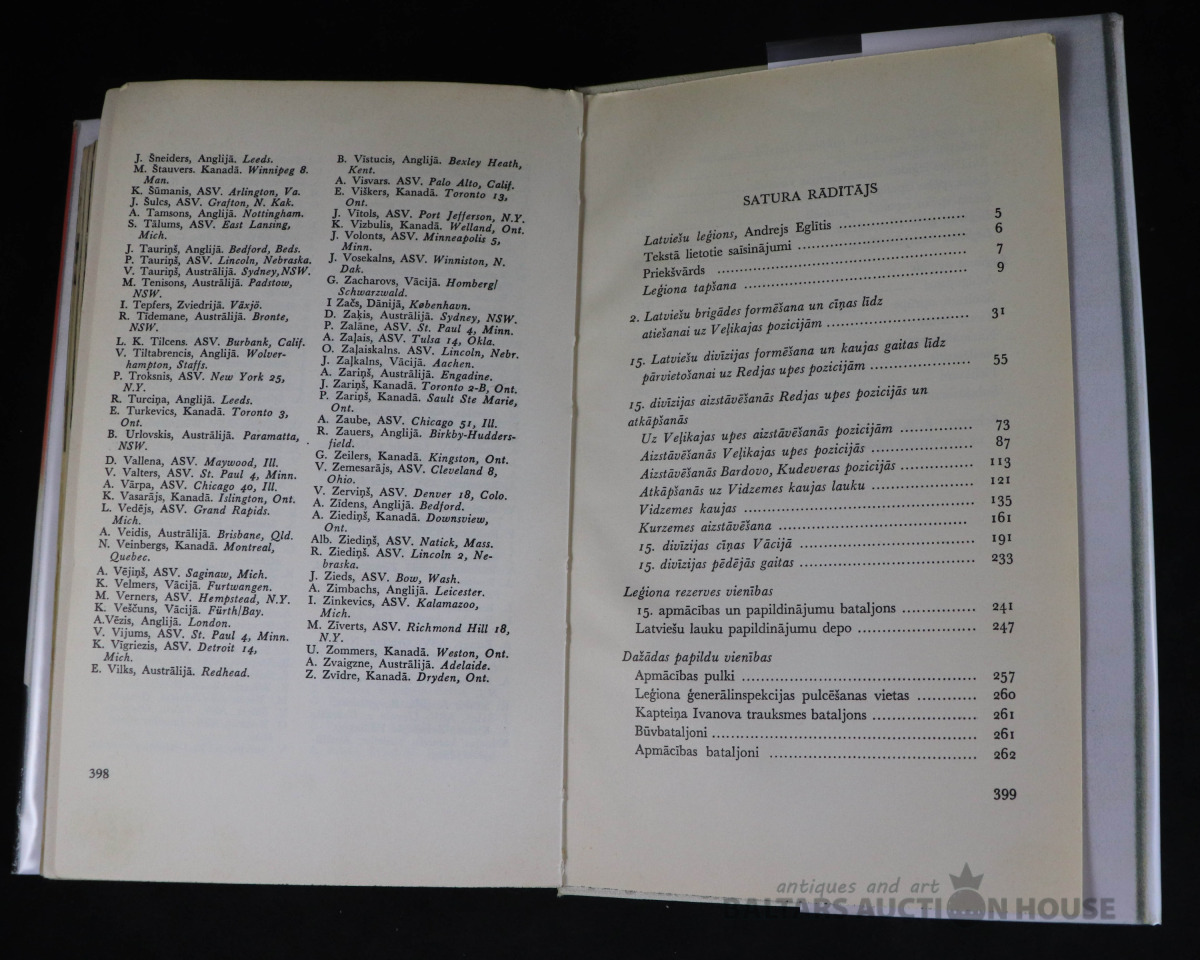 J. Šneiders, Anglijā. Leeds.
M. Štauvers. Kanadā. Winnipeg 8.
Man.
K. Šūmanis, ASV. Arlington, Va.
J. Šulcs, ASV. Grafton, N. Kak.
A. Tamsons, Anglijā. Nottingham.
S. Tālums, ASV. East Lansing,
Mich.
J. Tauriņš, Anglijā. Bedford, Beds.
P. Tauriņš, ASV. Lincoln, Nebraska.
V. Tauriņš, Austrālijā. Sydney, NSW.
M. Tenisons, Austrālijā. Padstow,
NSW.
I. Tepfers, Zviedrijā. Växjö.
R. Tīdemane, Austrālijā. Bronte,
NSW.
L. K. Tilcens. ASV. Burbank, Calif.
V. Tiltabrencis, Anglijā. Wolver-
hampton, Staffs.
P. Troksnis, ASV. New York 25,
N.Y.
R. Turciņa, Anglijā. Leeds.
E. Turkevics, Kanadā. Toronto 3,
Ont.
B. Urlovskis, Austrālijā. Paramatta,
NSW.
D. Vallena, ASV. Maywood, Ill.
V. Valters, ASV. St. Paul 4, Minn.
A. Vārpa, ASV. Chicago 40, Ill.
K. Vasarājs, Kanadā. Islington, Ont.
L. Vedējs, ASV. Grand Rapids.
Mich.
A. Veidis, Austrālijā. Brisbane, Qld.
N. Veinbergs, Kanadā. Montreal,
Quebec.
A. Vējiņš, ASV. Saginaw, Mich.
K. Velmers, Vācijā. Furtwangen.
M. Verners, ASV. Hempstead, N.Y.
K. Veščuns, Vācijā. Fürth/Bay.
A.Vēzis, Anglijā. London.
V. Vijums, ASV. St. Paul 4, Minn.
K. Vīgriezis, ASV. Detroit 14,
Mich.
E. Vilks, Austrālijā. Redhead.
B. Vīstucis, Anglijā. Bexley Heath,
Kent.
A. Visvars. ASV. Palo Alto, Calif.
E. Višķers, Kanadā. Toronto 13,
Ont.
J. Vītols, ASV. Port Jefferson, N.Y.
K. Vizbulis, Kanadā. Welland, Ont.
J. Volonts, ASV. Minneapolis 5,
Minn.
J. Vosekalns, ASV. Winniston, N.
Dak.
G. Zacharovs, Vācijā. Homberg/
Schwarzwald.
I Začs, Dānijā, København.
D. Zaķis, Austrālijā. Sydney, NSW.
P. Zalāne, ASV. St. Paul 4, Minn.
A. Zaļais, ASV. Tulsa 14, Okla.
O. Zaļaiskalns. ASV. Lincoln, Nebr.
J. Zaļkalns, Vācijā. Aachen.
A. Zariņš, Austrālijā. Engadine.
J. Zariņš, Kanadā. Toronto 2-B, Ont.
P. Zariņš, Kanadā. Sault Ste Marie,
Ont.
A. Zaube, ASV. Chicago 51, Ill.
R. Zauers, Anglijā. Birkby-Hudders-
field.
G. Zeilers, Kanadā. Kingston, Ont.
V. Zemesarājs, ASV. Cleveland 8,
Ohio.
V. Zerviņš, ASV. Denver 18, Colo.
A. Zīdens, Anglijā. Bedford.
A. Ziediņš, Kanadā. Downsview,
Ont.
Alb. Ziediņš, ASV. Natick, Mass.
R. Ziediņš, ASV. Lincoln 2, Ne-
braska.
J. Zieds, ASV. Bow, Wash.
A. Zimbachs, Anglijā. Leicester.
I. Zinkevics, ASV. Kalamazoo,
Mich.
M. Zīverts, ASV. Richmond Hill 18,
N.Y.
U. Zommers, Kanadā. Weston, Ont.
A. Zvaigzne, Austrālijā. Adelaide.
Z. Zvīdre, Kanadā. Dryden, Ont.
398
SATURA RĀDĪTĀJS
Latviešu leģions, Andrejs Eglītis 5
Tekstā lietotie saīsinājumi 6
Priekšvārds 7
Leģiona tapšana 9
2. Latviešu brigādes formēšana un cīņas līdz
atiešanai uz Veļikajas pozicijām 31
15. Latviešu divīzijas formēšana un kaujas gaitas līdz
pārvietošanai uz Redjas upes pozicijām 55
15. divīzijas aizstāvēšanās Redjas upes pozicijās un
atkāpšanās
Uz Veļikajas upes aizstāvēšanās pozicijām 73
Aizstāvēšanās Veļikajas upes pozicijās 87
Aizstāvēšanās Bardovo, Kudeveras pozicijās 113
Atkāpšanās uz Vidzemes kaujas lauku 121
Vidzemes kaujas 135
Kurzemes aizstāvēšana 161
15. divīzijas cīņas Vācijā 191
15. divīzijas pēdējās gaitas 233
Leģiona rezerves vienības
15. apmācības un papildinājumu bataljons 241
Latviešu lauku papildinājumu depo 247
Dažādas papildu vienības
Apmācības pulki 257
Leģiona ģenerālinspekcijas pulcēšanas vietas 260
Kapteiņa Ivanova trauksmes bataljons 261
Būvbataljoni 261
Apmācības bataljoni 262
399
antiques and art
BALTARS AUCTION HOUSE